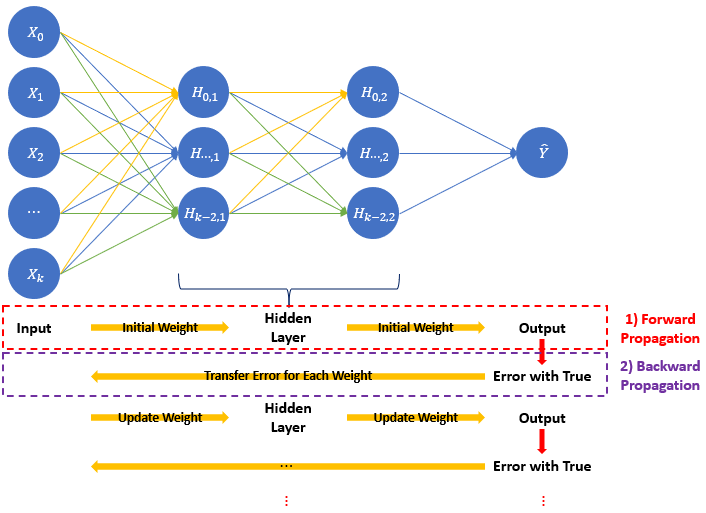 X₀
X₁
H₀,₁
H₀,₂
X₂
H…,₁
H…,₂
Ŷ
…
Hₖ₋₂,₁
Hₖ₋₂,₂
Xₖ
Input
Initial Weight
Hidden
Layer
Initial Weight
Output
1) Forward
Propagation
Transfer Error for Each Weight
Error with True
2) Backward
Propagation
Update Weight
Hidden
Layer
Update Weight
Output
…
Error with True
⋮
⋮